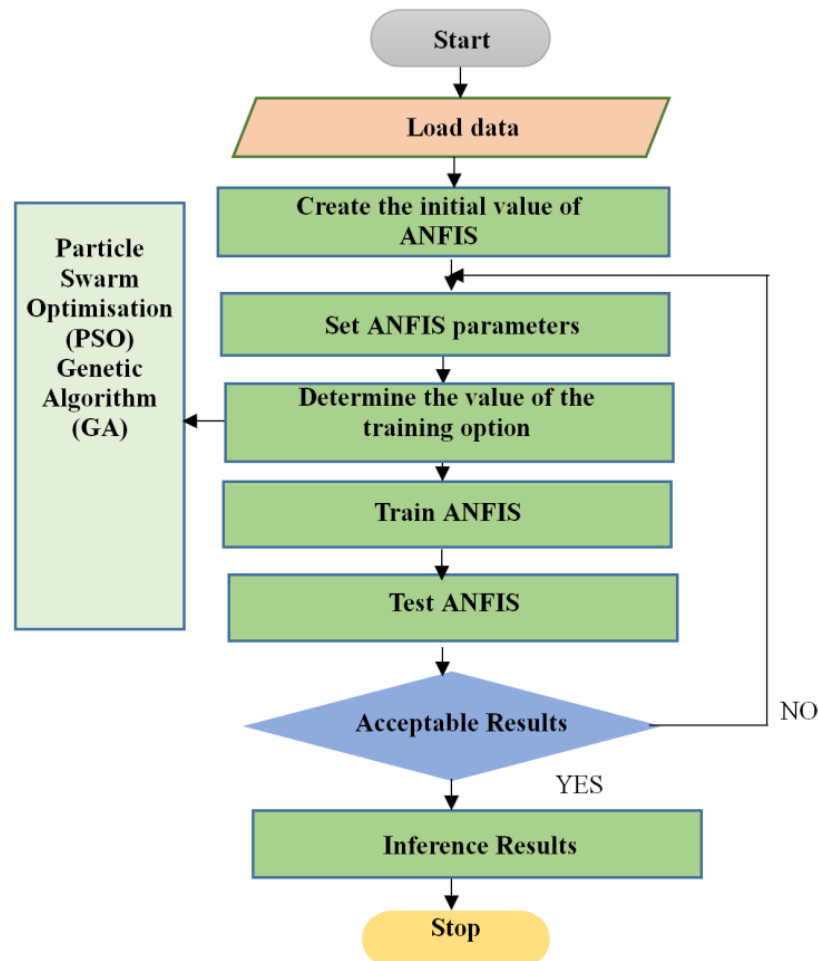 Start
Load data
Create the initial value of
ANFIS
Particle
Swarm
Optimisation
(PSO)
Genetic
Algorithm
(GA)
Set ANFIS parameters
Determine the value of the
training option
Train ANFIS
Test ANFIS
Acceptable Results
NO
YES
Inference Results
Stop